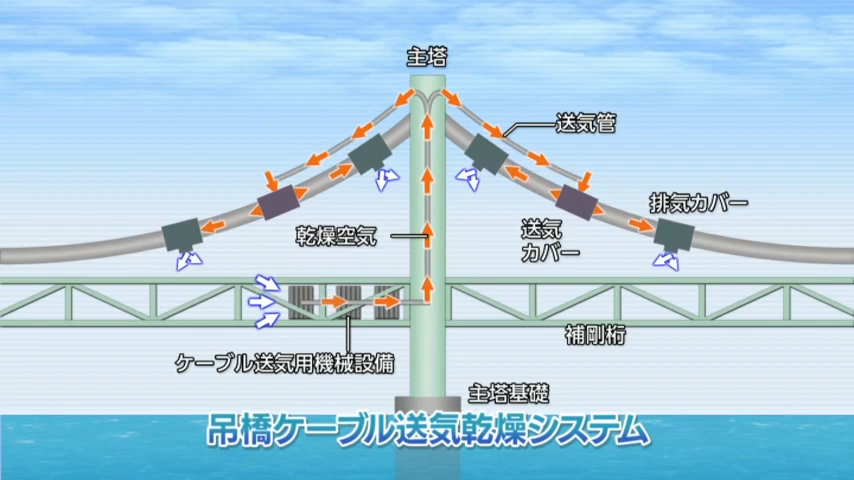 主塔
送気管
排気カバー
乾燥空気
送気
カバー
補剛桁
ケーブル送気用機械設備
主塔基礎
吊橋ケーブル送気乾燥システム